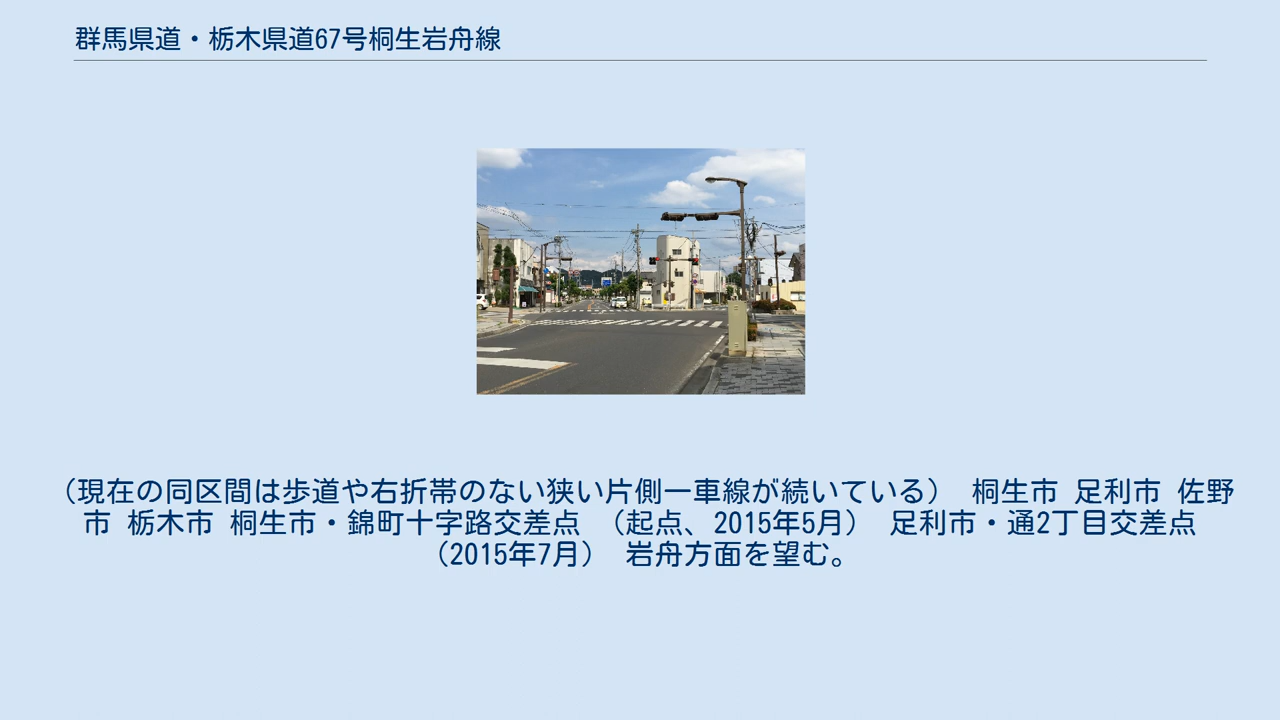 群馬県道・栃木県道67号桐生岩舟線
（現在の同区間は歩道や右折帯のない狭い片側一車線が続いている） 桐生市 足利市 佐野
市 栃木市 桐生市・錦町十字路交差点 （起点、2015年5月） 足利市・通2丁目交差点
（2015年7月） 岩舟方面を望む。